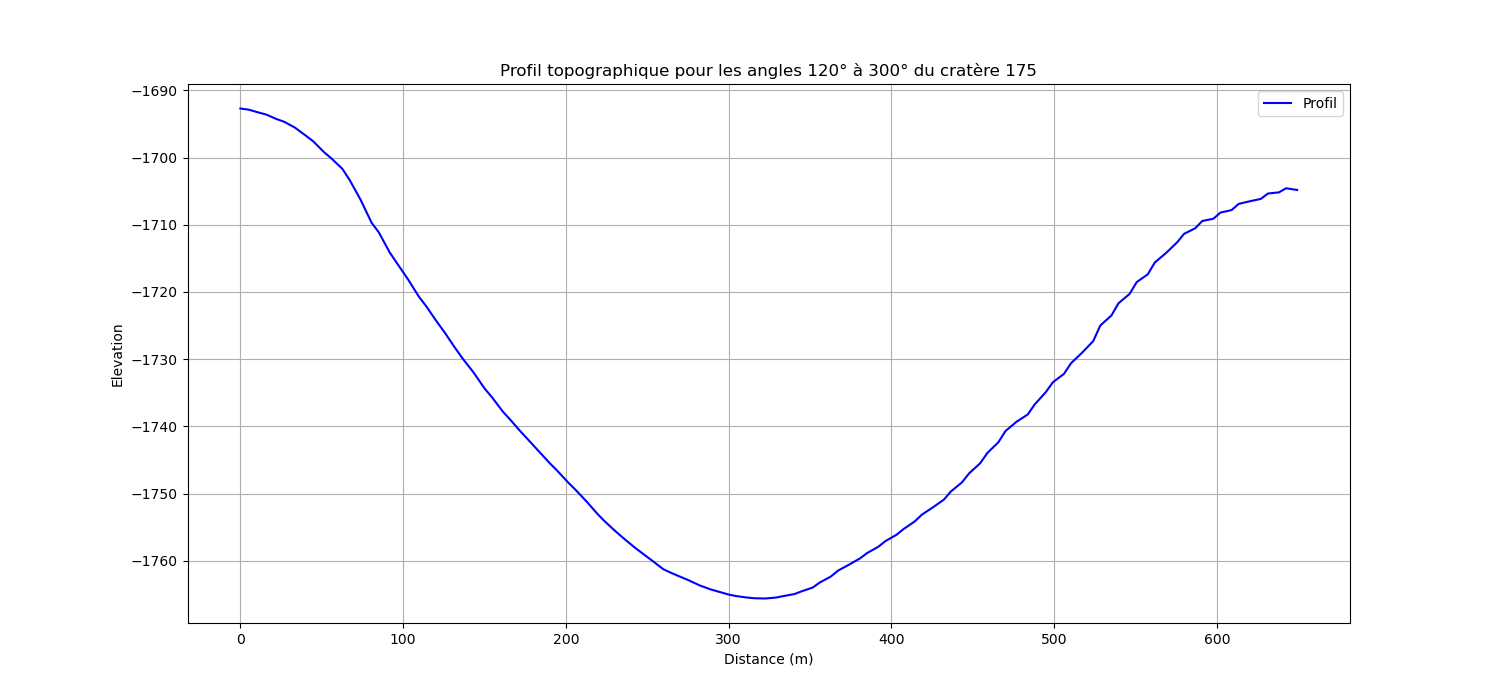 Profil topographique pour les angles 120° à 300° du cratère 175
Profil
−1690
−1700
−1710
−1720
−1730
−1740
−1750
−1760
Elevation
0 100 200 300 400 500 600
Distance (m)